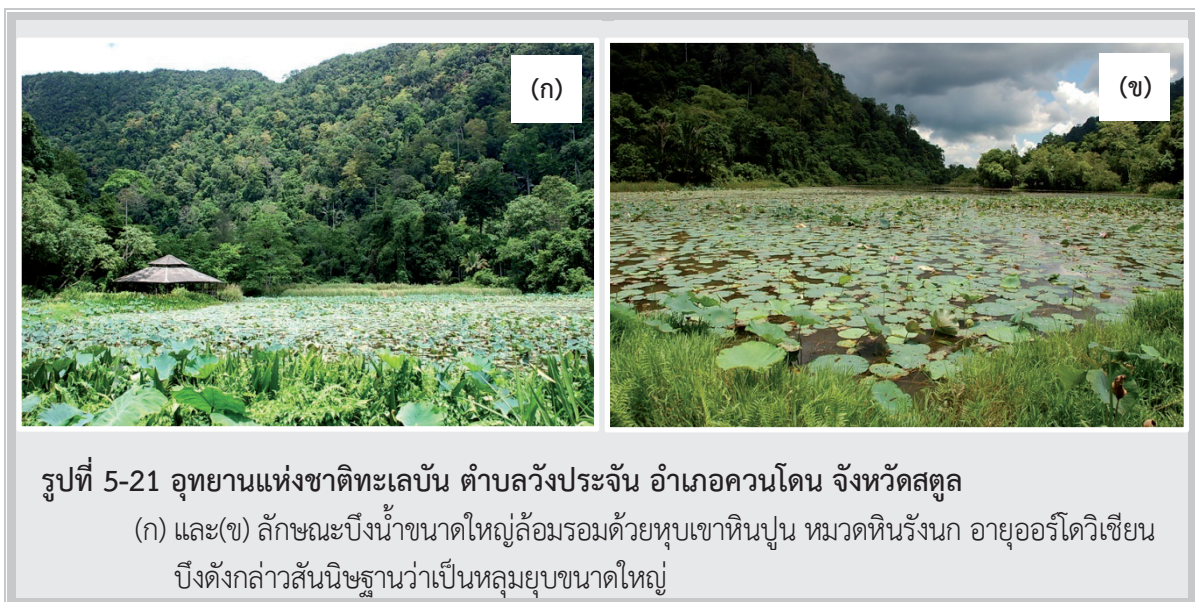 (ก)
(ข)
รูปที่ 5-21 อุทยานแห่งชาติทะเลบัน ตำบลวังประจัน อำเภอควนโดน จังหวัดสตูล
(ก) และ(ข) ลักษณะบึงน้ำขนาดใหญ่ล้อมรอมด้วยหุบเขาหินปูน หมวดหินรังนก อายุออร์โดวิเชียน
บึงดังกล่าวสันนิษฐานว่าเป็นหลุมยุบขนาดใหญ่